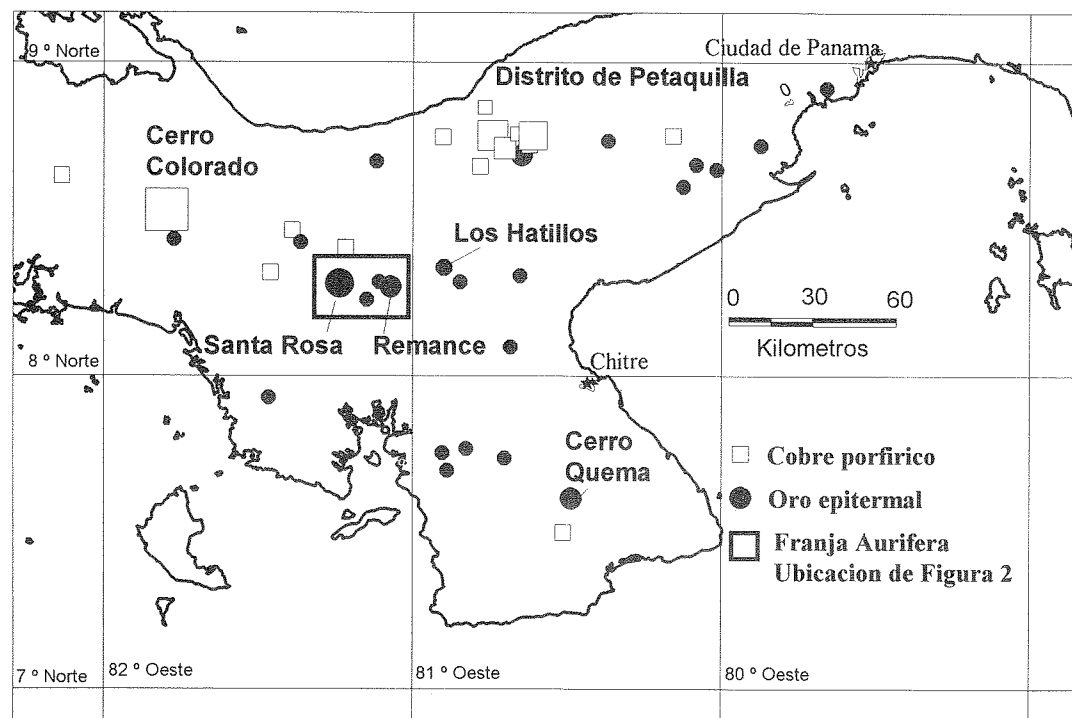 9 º Norte
Ciudad de Panama
Distrito de Petaquilla
Cerro
Colorado
Los Hatillos
0 30 60
Kilometros
Santa Rosa
Remance
8 º Norte
Chitre
Cerro
Quema
Cobre porfirico
Oro epitermal
Franja Aurifera
Ubicacion de Figura 2
7 º Norte
82 º Oeste
81 º Oeste
80 º Oeste